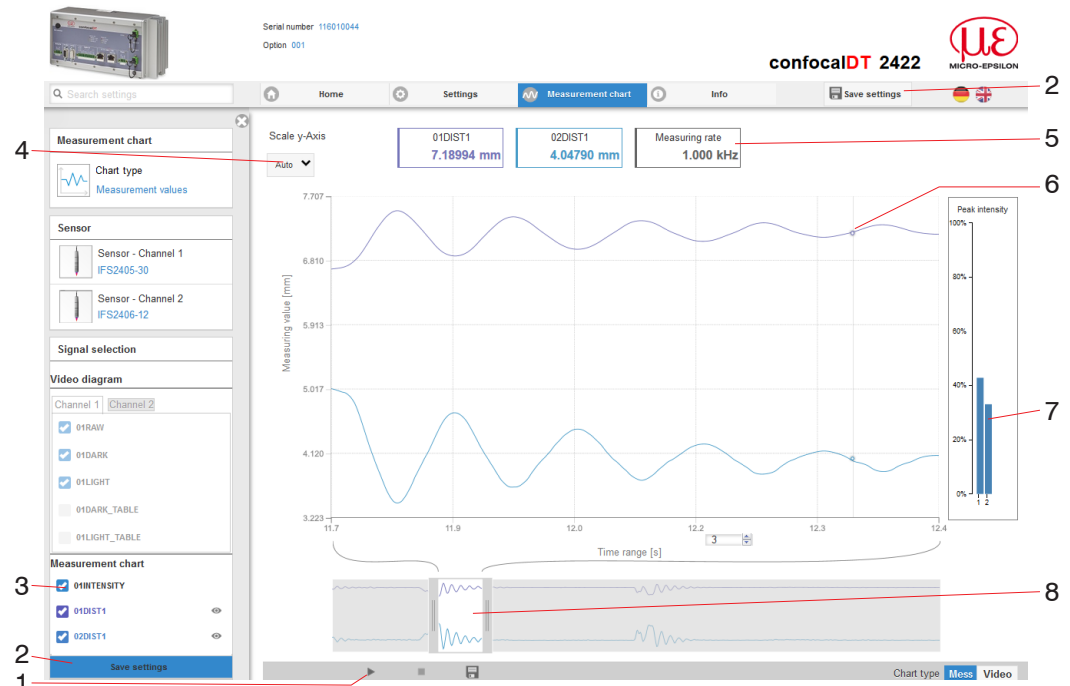 Serial number 116010044
Option 001
confocalDT 2422
με
MICRO-EPSILON
Search settings
Home
Settings
Measurement chart
Info
Save settings
2
Measurement chart
Chart type
Measurement values
Sensor
Sensor - Channel 1
IFS2405-30
Sensor - Channel 2
IFS2406-12
Signal selection
Video diagram
Channel 1 Channel 2
01RAW
01DARK
01LIGHT
01DARK_TABLE
01LIGHT_TABLE
Measurement chart
3
01INTENSITY
01DIST1
02DIST1
2
Save settings
1
4
Scale y-Axis
Auto
01DIST1
7.18994 mm
02DIST1
4.04790 mm
Measuring rate
1.000 kHz
5
6
Measuring value [mm]
7.707
6.810
5.913
5.017
4.120
3.223
11.7 11.9 12.0 12.2 12.3 12.4
3
Time range [s]
Peak intensity
100%
80%
60%
40%
20%
0%
1 2
7
8
Chart type Mess Video